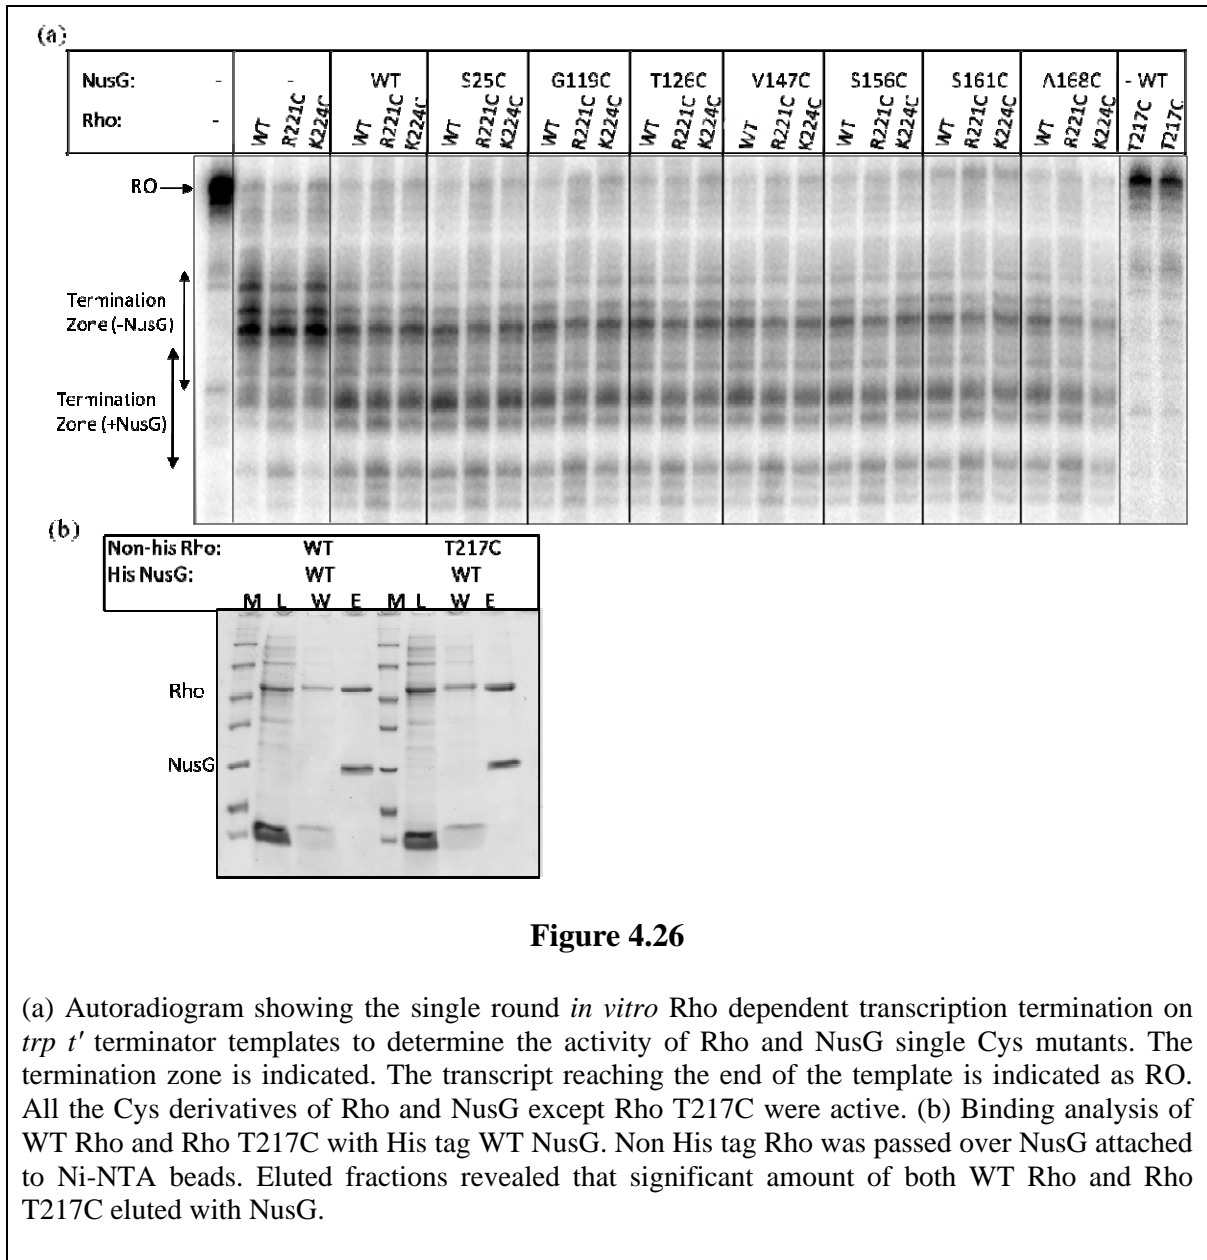 (a)
NusG: - - WT S25C G119C T126C V147C S156C S161C A168C - WT
Rho: - WT R221C K224C WT R221C K224C WT R221C K224C WT R221C K224C WT R221C K224C WT R221C K224C WT R221C K224C WT R221C K224C WT R221C K224C T217C T217C
RO
Termination
Zone (-NusG)
Termination
Zone (+NusG)
(b)
Non-his Rho: WT T217C
His NusG: WT WT
M L W E M L W E
Rho
NusG
Figure 4.26
(a) Autoradiogram showing the single round in vitro Rho dependent transcription termination on
trp t′ terminator templates to determine the activity of Rho and NusG single Cys mutants. The
termination zone is indicated. The transcript reaching the end of the template is indicated as RO.
All the Cys derivatives of Rho and NusG except Rho T217C were active. (b) Binding analysis of
WT Rho and Rho T217C with His tag WT NusG. Non His tag Rho was passed over NusG attached
to Ni-NTA beads. Eluted fractions revealed that significant amount of both WT Rho and Rho
T217C eluted with NusG.